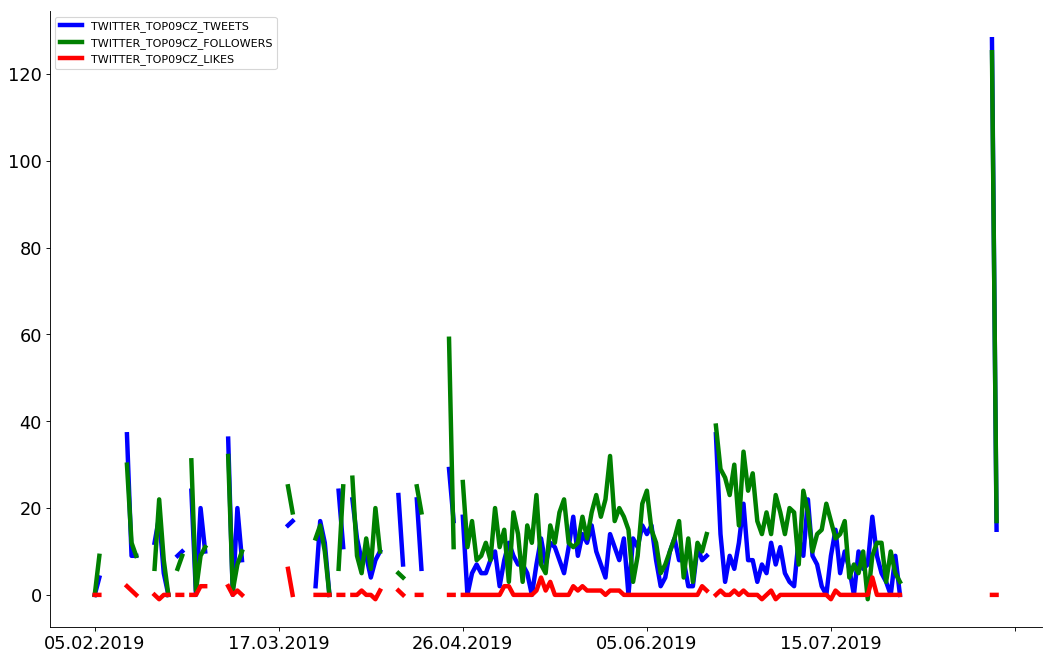 TWITTER_TOP09CZ_TWEETS
TWITTER_TOP09CZ_FOLLOWERS
TWITTER_TOP09CZ_LIKES
120
100
80
60
40
20
0
05.02.2019 17.03.2019 26.04.2019 05.06.2019 15.07.2019